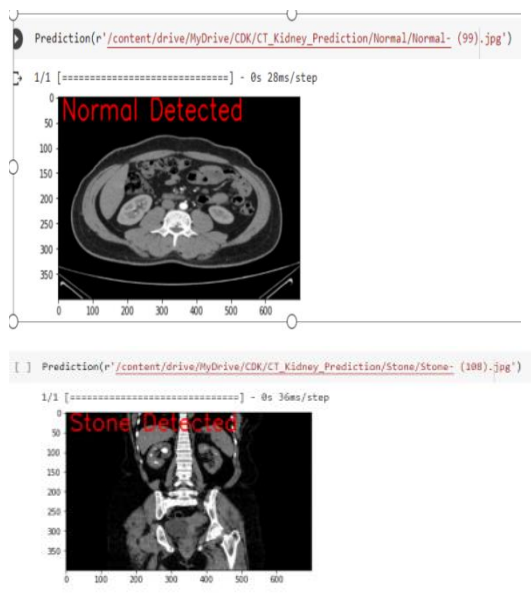 Prediction(r'/content/drive/MyDrive/CDK/CT_Kidney_Prediction/Normal/Normal- (99).jpg')
1/1 [==============================] - 0s 28ms/step
Normal Detected
0
50
100
150
200
250
300
350
0 100 200 300 400 500 600
[ ] Prediction(r'/content/drive/MyDrive/CDK/CT_Kidney_Prediction/Stone/Stone- (108).jpg')
1/1 [==============================] - 0s 36ms/step
Stone Detected
0
50
100
150
200
250
300
350
0 100 200 300 400 500 600